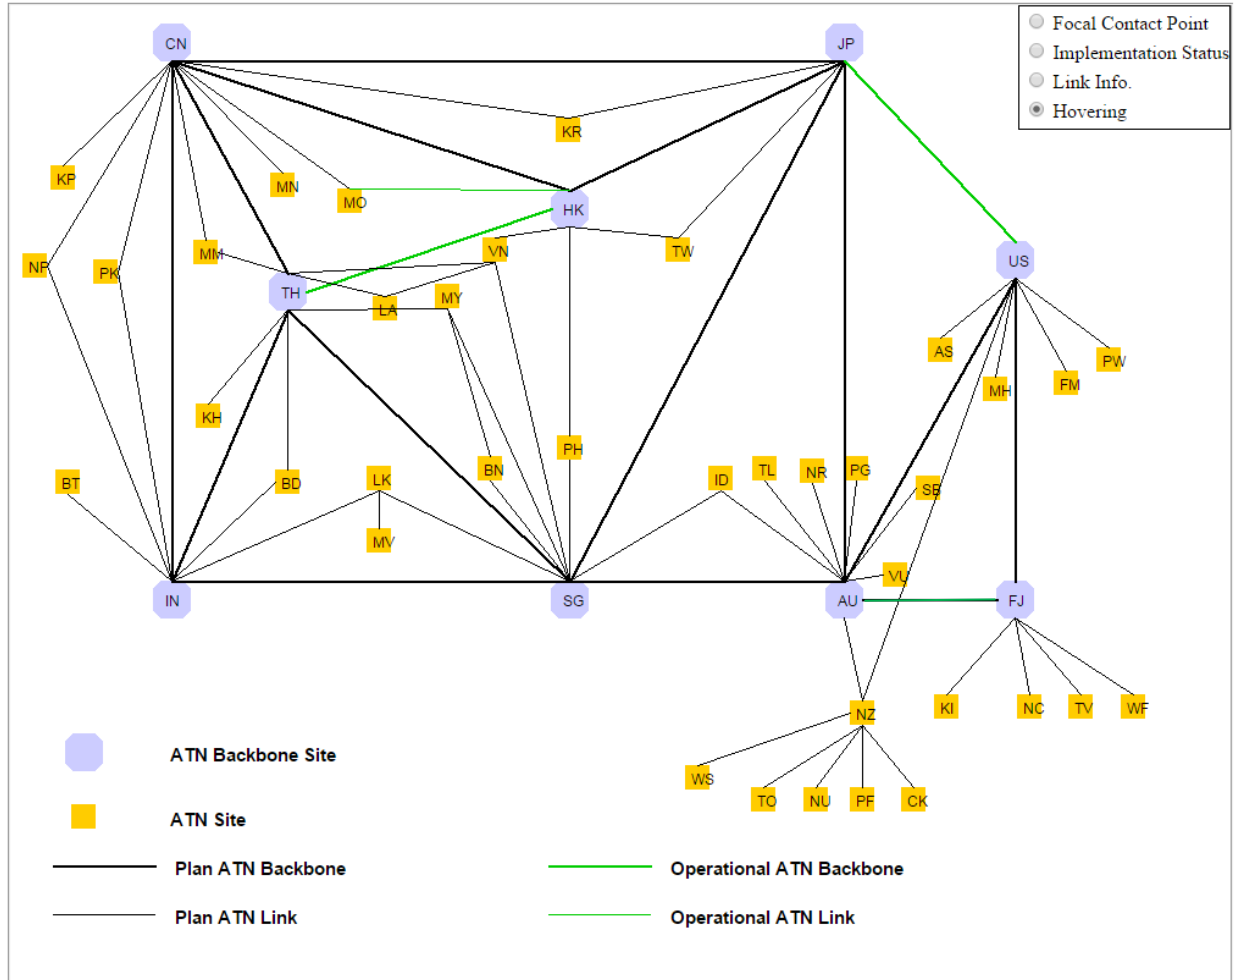 CN
JP
Focal Contact Point
Implementation Status
Link Info.
Hovering
KR
KP
MN
MO
HK
NP
PK
MM
VN
TW
US
TH
LA
MY
AS
MH
FM
PW
KH
BT
BD
LK
BN
PH
ID
TL
NR
PG
SB
MV
VU
IN
SG
AU
FJ
KI
NC
TV
WF
NZ
WS
TO
NU
PF
CK
ATN Backbone Site
ATN Site
Plan ATN Backbone
Operational ATN Backbone
Plan ATN Link
Operational ATN Link